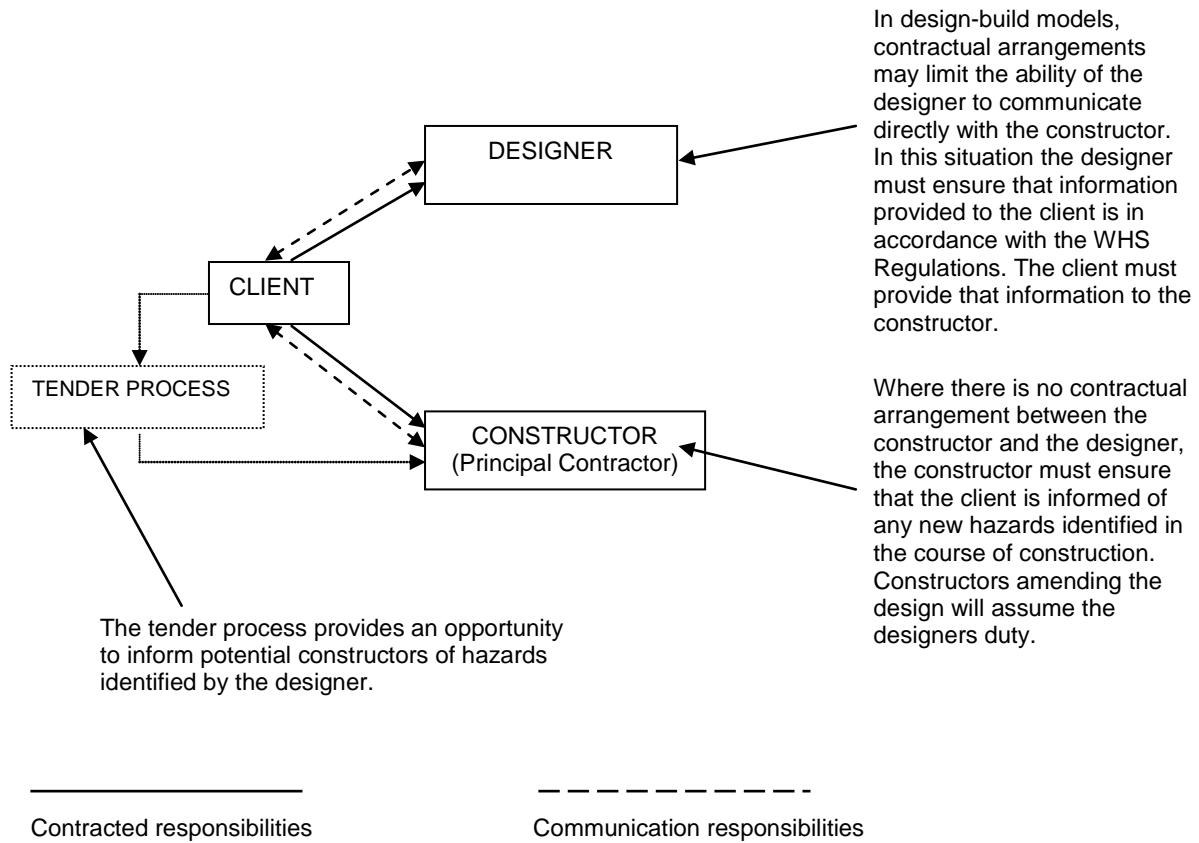 In design-build models,
contractual arrangements
may limit the ability of the
designer to communicate
directly with the constructor.
In this situation the designer
must ensure that information
provided to the client is in
accordance with the WHS
Regulations. The client must
provide that information to the
constructor.
DESIGNER
CLIENT
TENDER PROCESS
CONSTRUCTOR
(Principal Contractor)
Where there is no contractual
arrangement between the
constructor and the designer,
the constructor must ensure
that the client is informed of
any new hazards identified in
the course of construction.
Constructors amending the
design will assume the
designers duty.
The tender process provides an opportunity
to inform potential constructors of hazards
identified by the designer.
Contracted responsibilities
Communication responsibilities